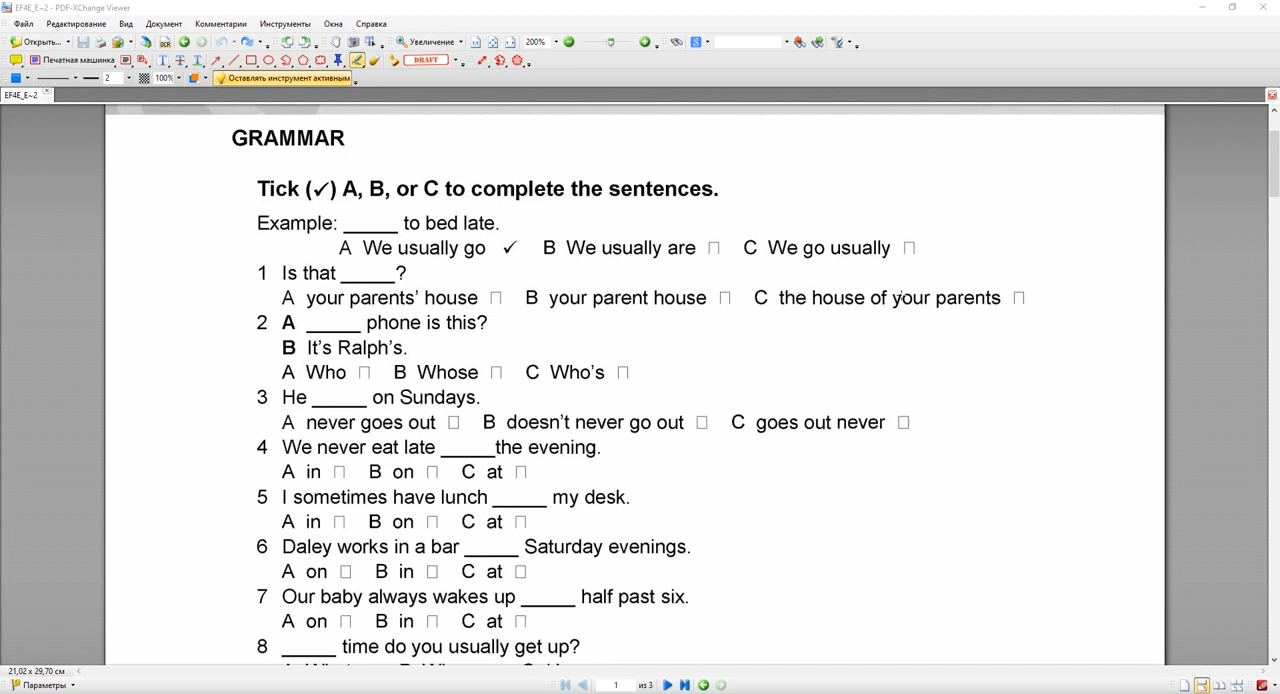 EF4E_E~2 - PDF-XChange Viewer
Файл Редактирование Вид Документ Комментарии Инструменты Окна Справка
Открыть... OCR Увеличение 200%
Печатная машинка DRAFT
2 100% Оставлять инструмент активным
EF4E_E~2
GRAMMAR
Tick (✓) A, B, or C to complete the sentences.
Example: _____ to bed late.
A We usually go ✓ B We usually are □ C We go usually □
1 Is that _____?
A your parents’ house □ B your parent house □ C the house of your parents □
2 A _____ phone is this?
B It’s Ralph’s.
A Who □ B Whose □ C Who’s □
3 He _____ on Sundays.
A never goes out □ B doesn’t never go out □ C goes out never □
4 We never eat late _____the evening.
A in □ B on □ C at □
5 I sometimes have lunch _____ my desk.
A in □ B on □ C at □
6 Daley works in a bar _____ Saturday evenings.
A on □ B in □ C at □
7 Our baby always wakes up _____ half past six.
A on □ B in □ C at □
8 _____ time do you usually get up?
21,02 x 29,70 см
Параметры 1 из 3